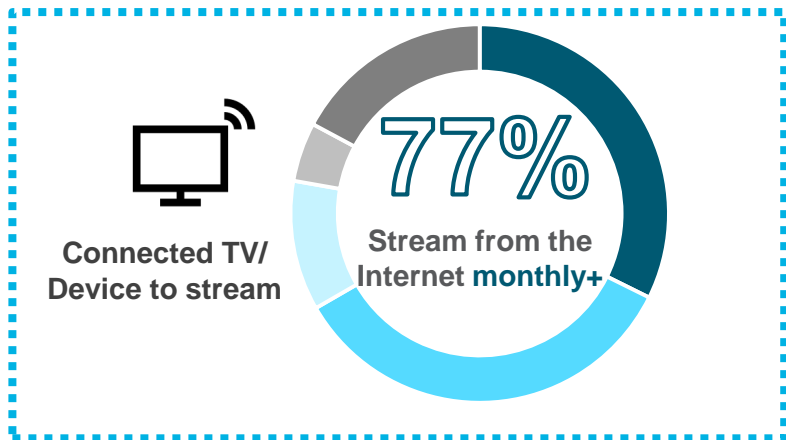 77%
Connected TV/
Device to stream
Stream from the
Internet monthly+